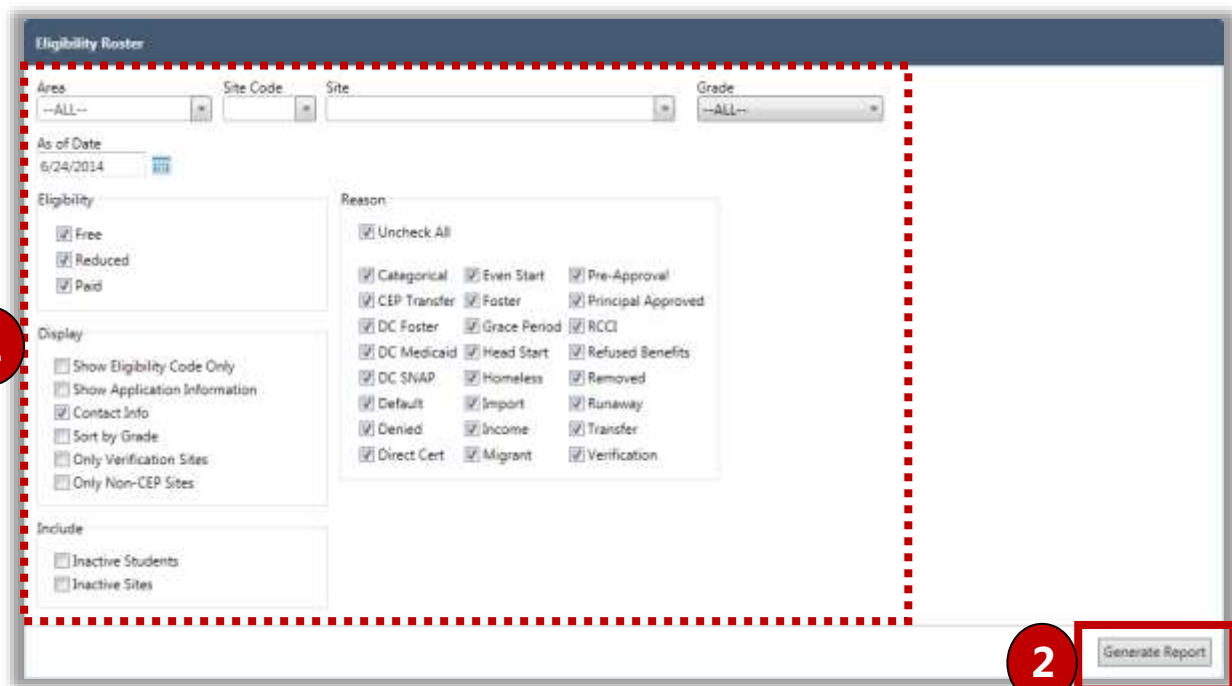 Eligibility Roster
Area Site Code Site Grade
--ALL-- --ALL--
As of Date
6/24/2014
Eligibility
Free
Reduced
Paid
Display
Show Eligibility Code Only
Show Application Information
Contact Info
Sort by Grade
Only Verification Sites
Only Non-CEP Sites
Include
Inactive Students
Inactive Sites
Reason
Uncheck All
Categorical Even Start Pre-Approval
CEP Transfer Foster Principal Approved
DC Foster Grace Period RCCI
DC Medicaid Head Start Refused Benefits
DC SNAP Homeless Removed
Default Import Runaway
Denied Income Transfer
Direct Cert Migrant Verification
2
Generate Report